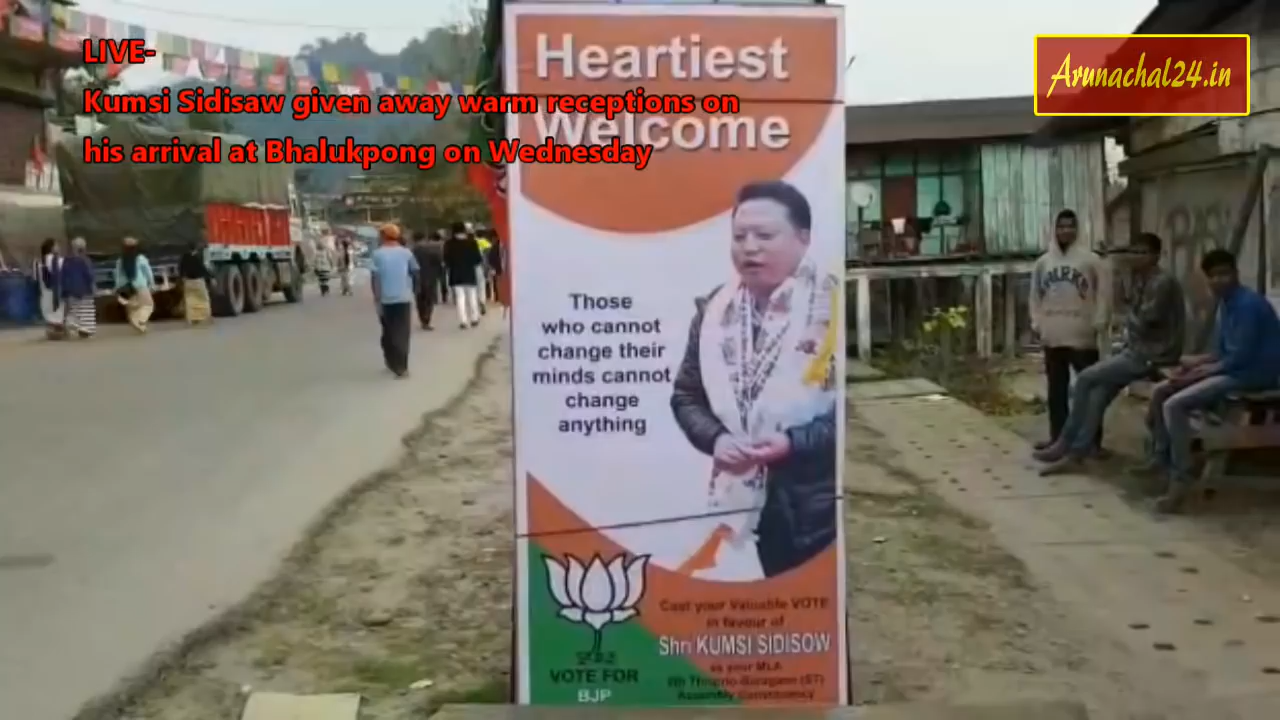 LIVE-
Kumsi Sidisaw given away warm receptions on
his arrival at Bhalukpong on Wednesday
Arunachal24.in
Heartiest
Welcome
Those
who cannot
change their
minds cannot
change
anything
Cast your Valuable VOTE
in favour of
Shri KUMSI SIDISOW
as your MLA
Assembly Constituency
VOTE FOR
BJP